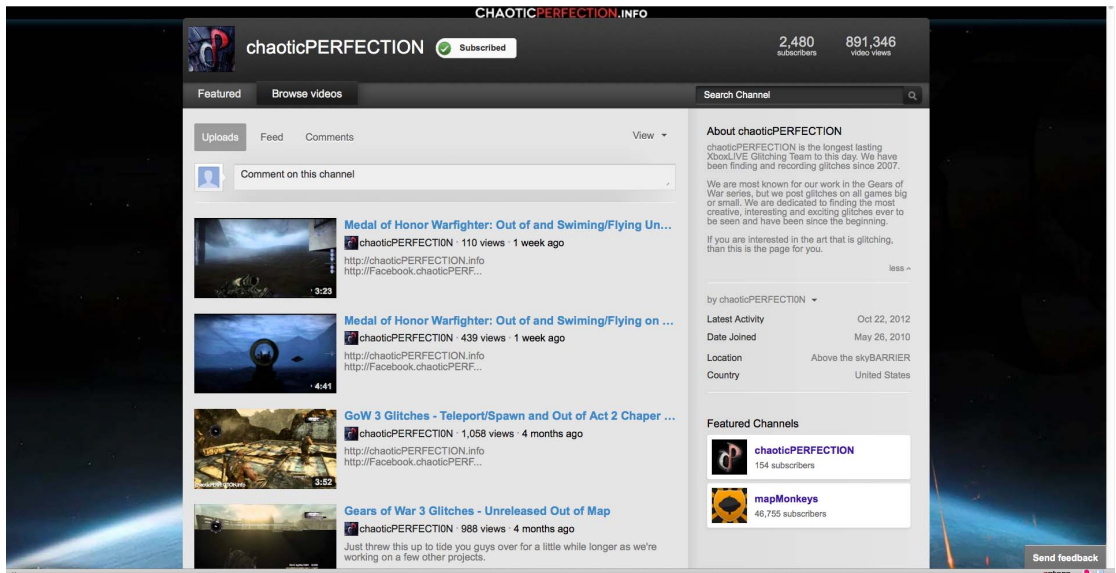 CHAOTICPERFECTION.INFO
chaoticPERFECTION
Subscribed
2,480
subscribers
891,346
video views
Featured
Browse videos
Search Channel
Uploads
Feed
Comments
View
Comment on this channel
Medal of Honor Warfighter: Out of and Swiming/Flying Un...
chaoticPERFECTI0N · 110 views · 1 week ago
http://chaoticPERFECTION.info
http://Facebook.chaoticPERF...
3:23
Medal of Honor Warfighter: Out of and Swiming/Flying on ...
chaoticPERFECTI0N · 439 views · 1 week ago
http://chaoticPERFECTION.info
http://Facebook.chaoticPERF...
4:41
GoW 3 Glitches - Teleport/Spawn and Out of Act 2 Chaper ...
chaoticPERFECTI0N · 1,058 views · 4 months ago
http://chaoticPERFECTION.info
http://Facebook.chaoticPERF...
3:52
Gears of War 3 Glitches - Unreleased Out of Map
chaoticPERFECTI0N · 988 views · 4 months ago
Just threw this up to tide you guys over for a little while longer as we're
working on a few other projects.
About chaoticPERFECTION
chaoticPERFECTION is the longest lasting
XboxLIVE Glitching Team to this day. We have
been finding and recording glitches since 2007.
We are most known for our work in the Gears of
War series, but we post glitches on all games big
or small. We are dedicated to finding the most
creative, interesting and exciting glitches ever to
be seen and have been since the beginning.
If you are interested in the art that is glitching,
than this is the page for you.
less
by chaoticPERFECTI0N
Latest Activity
Oct 22, 2012
Date Joined
May 26, 2010
Location
Above the skyBARRIER
Country
United States
Featured Channels
chaoticPERFECTION
154 subscribers
mapMonkeys
46,755 subscribers
Send feedback